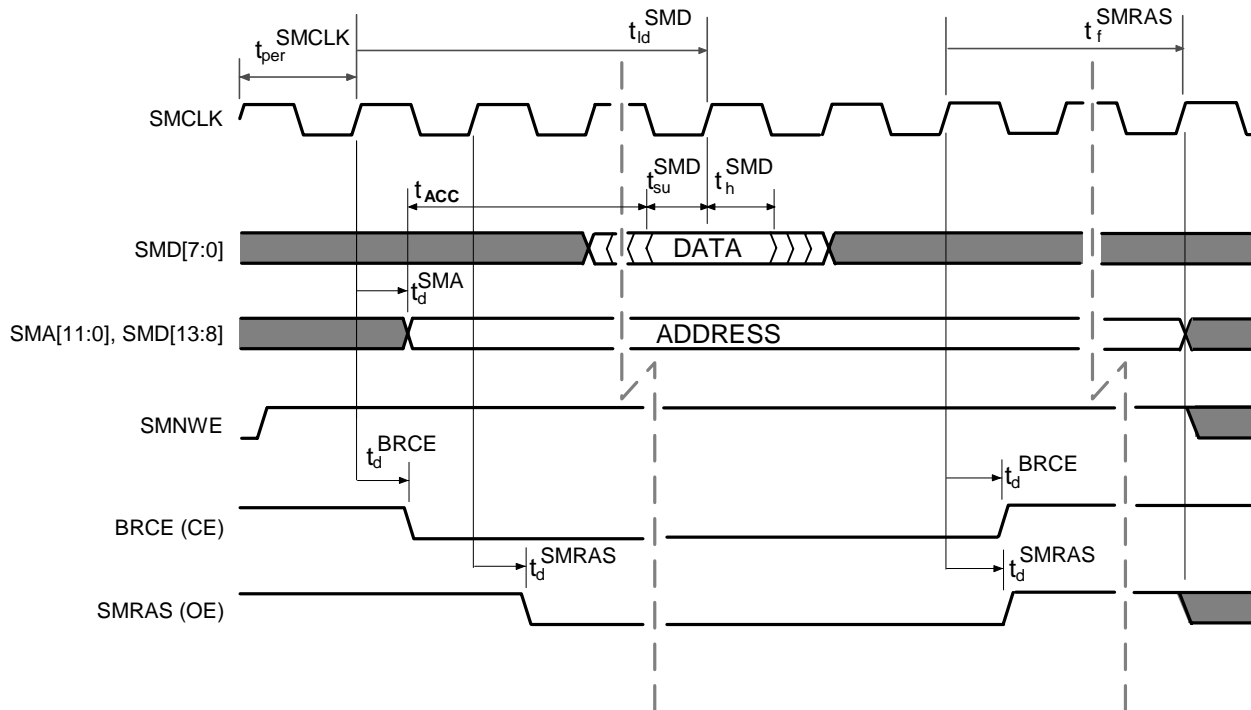 t_per^SMCLK
t_ld^SMD
t_f^SMRAS
SMCLK
t_ACC
t_su^SMD
t_h^SMD
SMD[7:0]
DATA
t_d^SMA
SMA[11:0], SMD[13:8]
ADDRESS
SMNWE
t_d^BRCE
t_d^BRCE
BRCE (CE)
t_d^SMRAS
t_d^SMRAS
SMRAS (OE)